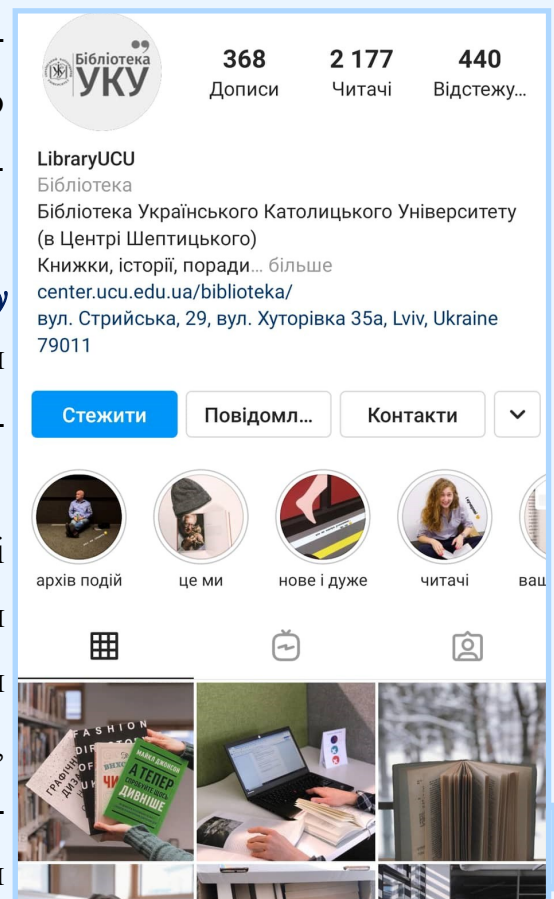 Бібліотека
УКУ
368
2 177
440
Дописи
Читачі
Відстежу...
LibraryUCU
Бібліотека
Бібліотека Українського Католицького Університету
(в Центрі Шептицького)
Книжки, історії, поради... більше
center.ucu.edu.ua/biblioteka/
вул. Стрийська, 29, вул. Хуторівка 35а, Lviv, Ukraine
79011
Стежити
Повідомл...
Контакти
архів подій
це ми
нове і дуже
читачі
ваш
FASHION
МАЙКЛ ДЖОНСОН
А ТЕПЕР
СПРОБУЙТЕ ЩОСЬ
ДИВНІШЕ